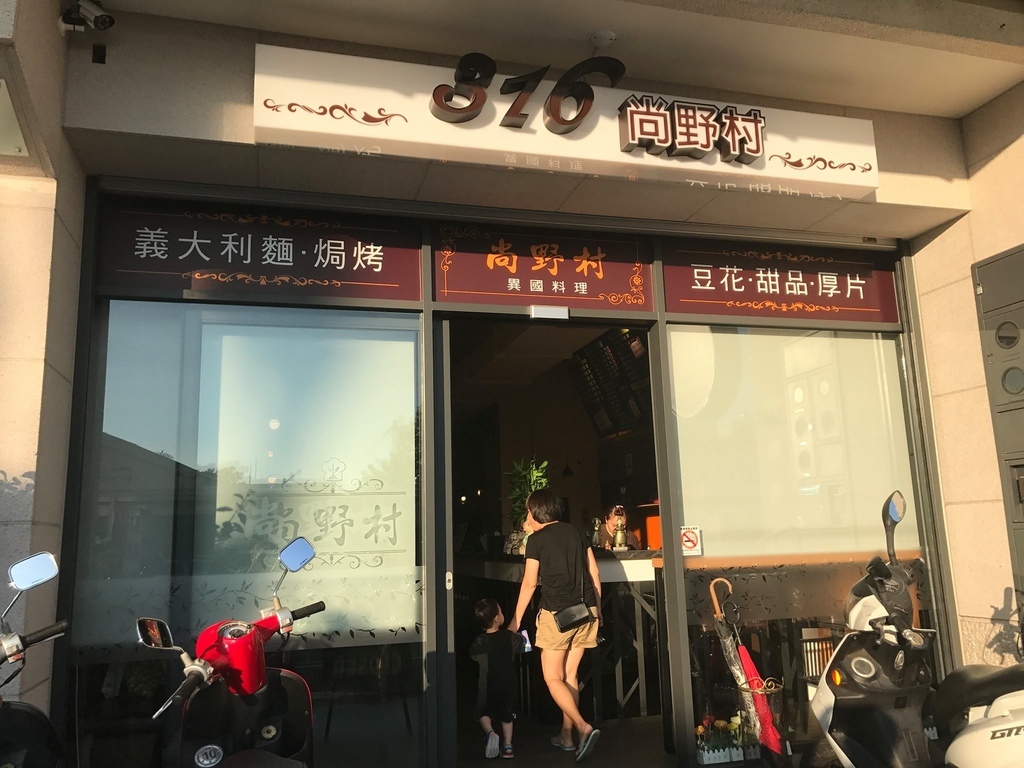 316 尚野村
義大利麵·焗烤
尚野村
異國料理
豆花·甜品·厚片
尚野村